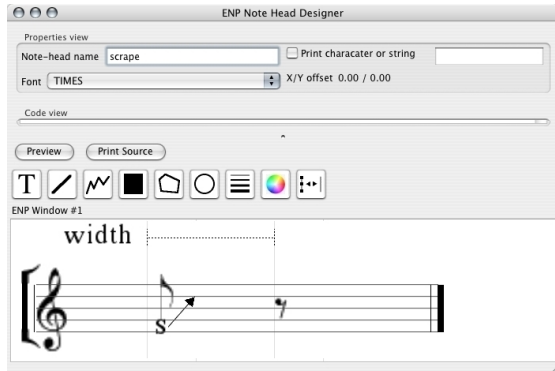 ENP Note Head Designer
Properties view
Note-head name scrape Print characater or string
Font TIMES X/Y offset 0.00 / 0.00
Code view
Preview Print Source
T
ENP Window #1
width
s